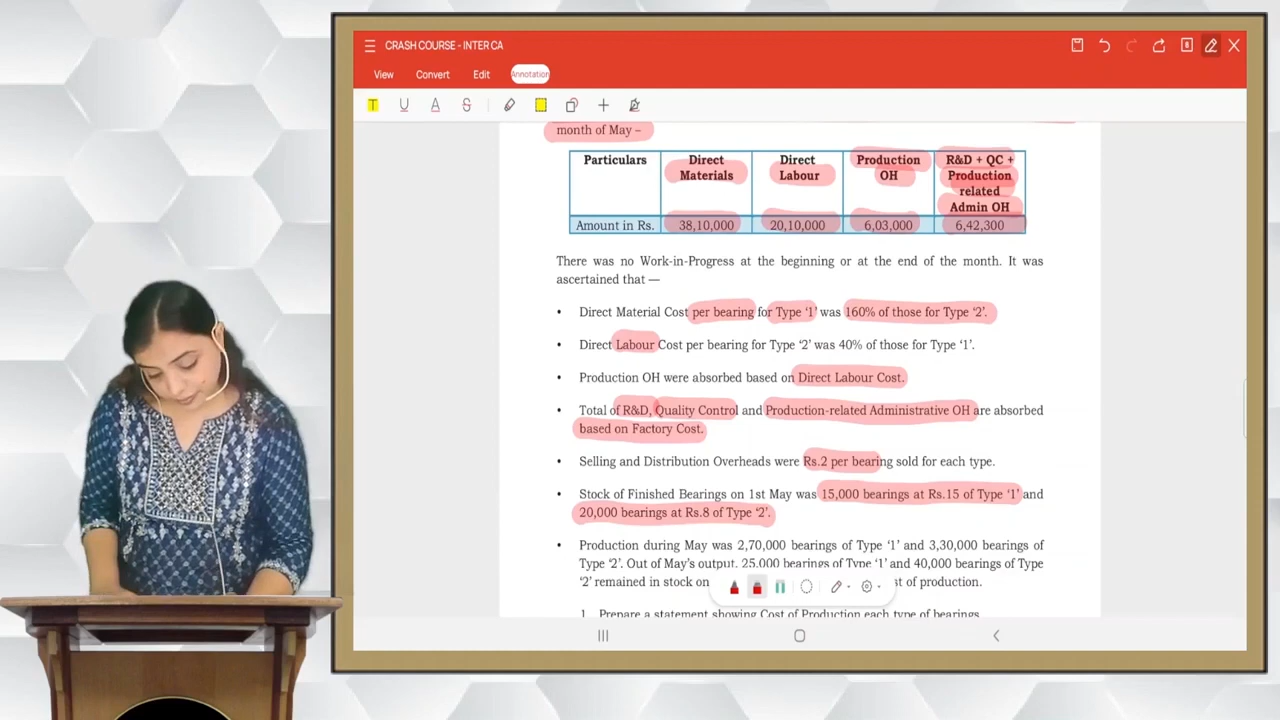 CRASH COURSE - INTER CA
View Convert Edit Annotation
month of May –
Particulars Direct Materials Direct Labour Production OH R&D + QC + Production related Admin OH
Amount in Rs. 38,10,000 20,10,000 6,03,000 6,42,300
There was no Work-in-Progress at the beginning or at the end of the month. It was
ascertained that —
• Direct Material Cost per bearing for Type ‘1’ was 160% of those for Type ‘2’.
• Direct Labour Cost per bearing for Type ‘2’ was 40% of those for Type ‘1’.
• Production OH were absorbed based on Direct Labour Cost.
• Total of R&D, Quality Control and Production-related Administrative OH are absorbed
based on Factory Cost.
• Selling and Distribution Overheads were Rs.2 per bearing sold for each type.
• Stock of Finished Bearings on 1st May was 15,000 bearings at Rs.15 of Type ‘1’ and
20,000 bearings at Rs.8 of Type ‘2’.
• Production during May was 2,70,000 bearings of Type ‘1’ and 3,30,000 bearings of
Type ‘2’. Out of May’s output, 25,000 bearings of Type ‘1’ and 40,000 bearings of Type
‘2’ remained in stock on st of production.
1. Prepare a statement showing Cost of Production each type of bearings